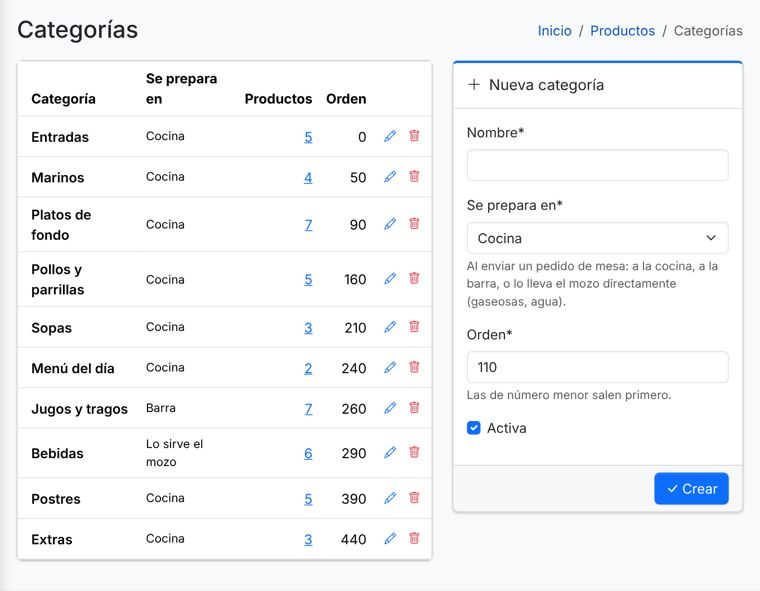 Categorías
Inicio / Productos / Categorías
Categoría Se prepara en Productos Orden
Entradas Cocina 5 0
Marinos Cocina 4 50
Platos de fondo Cocina 7 90
Pollos y parrillas Cocina 5 160
Sopas Cocina 3 210
Menú del día Cocina 2 240
Jugos y tragos Barra 7 260
Bebidas Lo sirve el mozo 6 290
Postres Cocina 5 390
Extras Cocina 3 440
Nueva categoría
Nombre*
Se prepara en*
Cocina
Al enviar un pedido de mesa: a la cocina, a la
barra, o lo lleva el mozo directamente
(gaseosas, agua).
Orden*
110
Las de número menor salen primero.
Activa
Crear